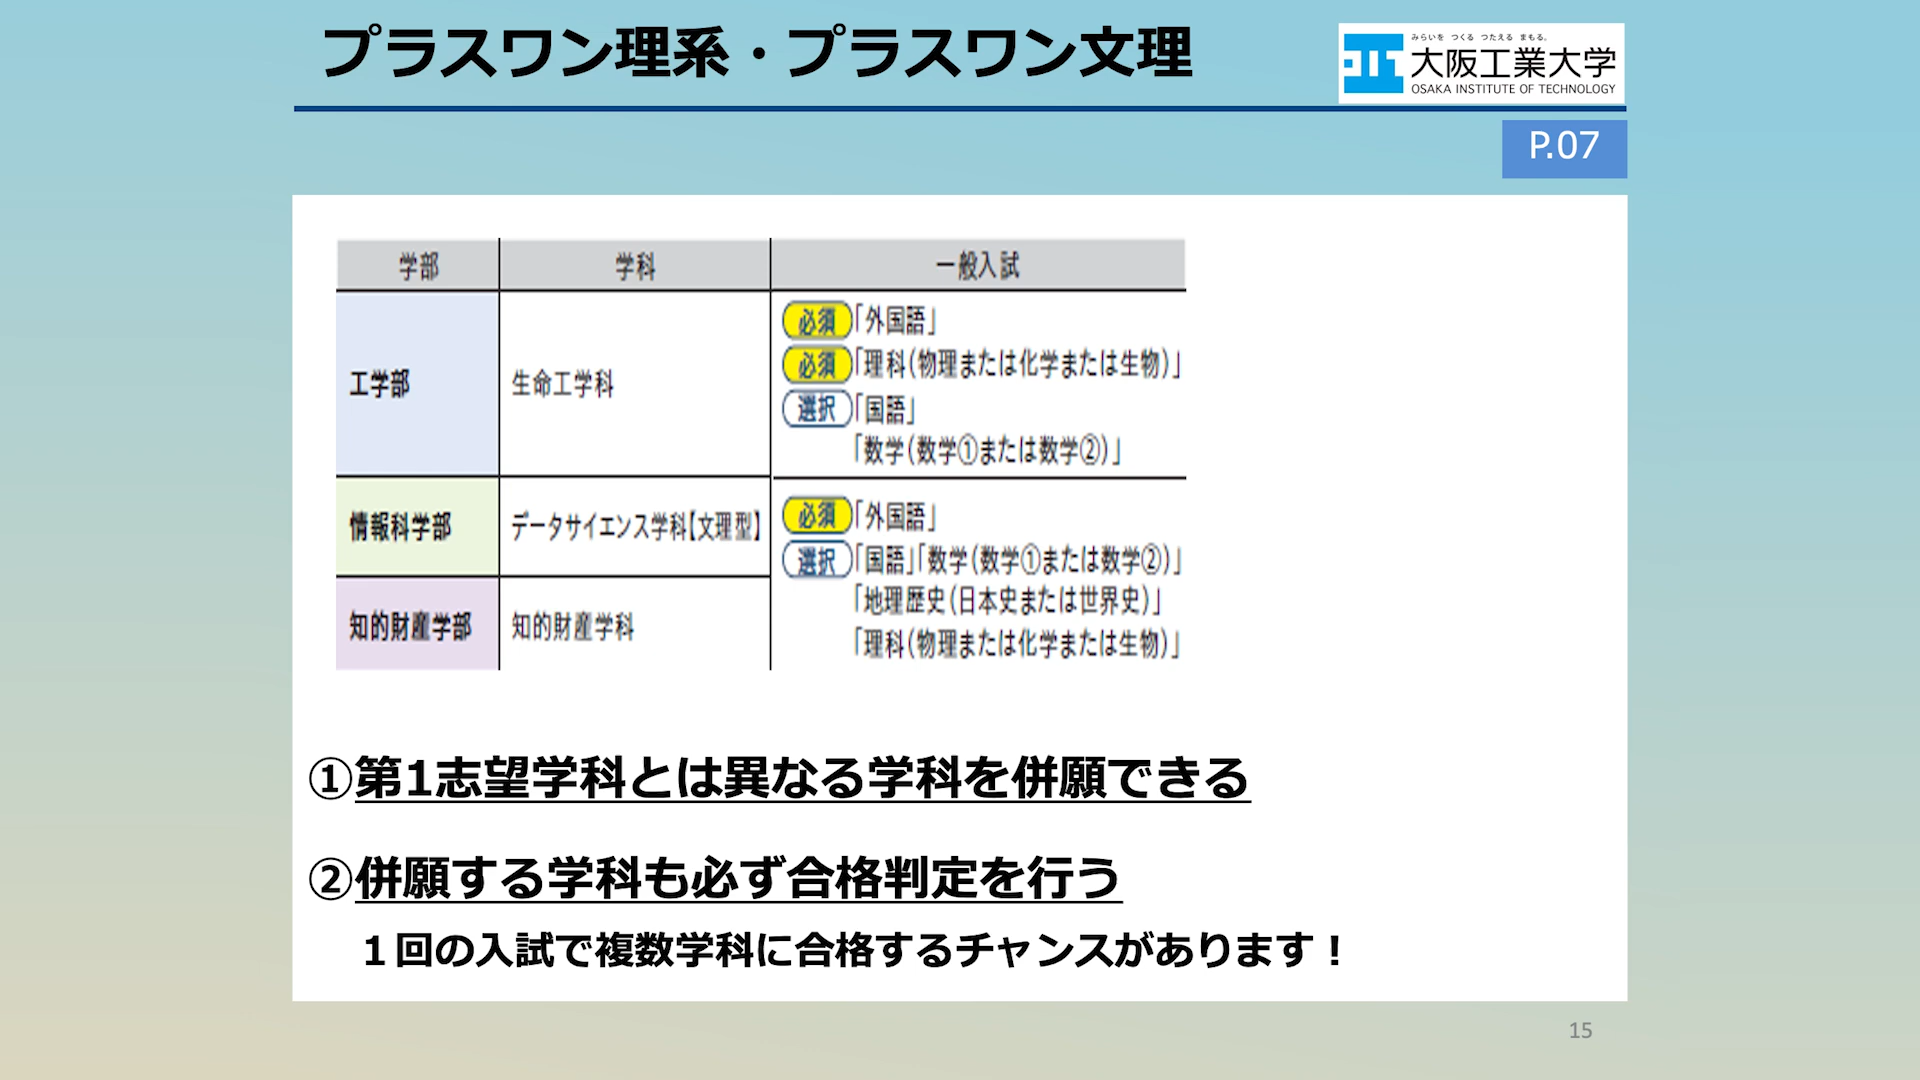 プラスワン理系・プラスワン文理
みらいを つくる つたえる まもる。
大阪工業大学
OSAKA INSTITUTE OF TECHNOLOGY
P.07
学部 学科 一般入試
工学部 生命工学科
必須「外国語」
必須「理科(物理または化学または生物)」
選択「国語」
「数学(数学①または数学②)」
情報科学部 データサイエンス学科【文理型】
知的財産学部 知的財産学科
必須「外国語」
選択「国語」「数学(数学①または数学②)」
「地理歴史(日本史または世界史)」
「理科(物理または化学または生物)」
①第1志望学科とは異なる学科を併願できる
②併願する学科も必ず合格判定を行う
１回の入試で複数学科に合格するチャンスがあります！
15